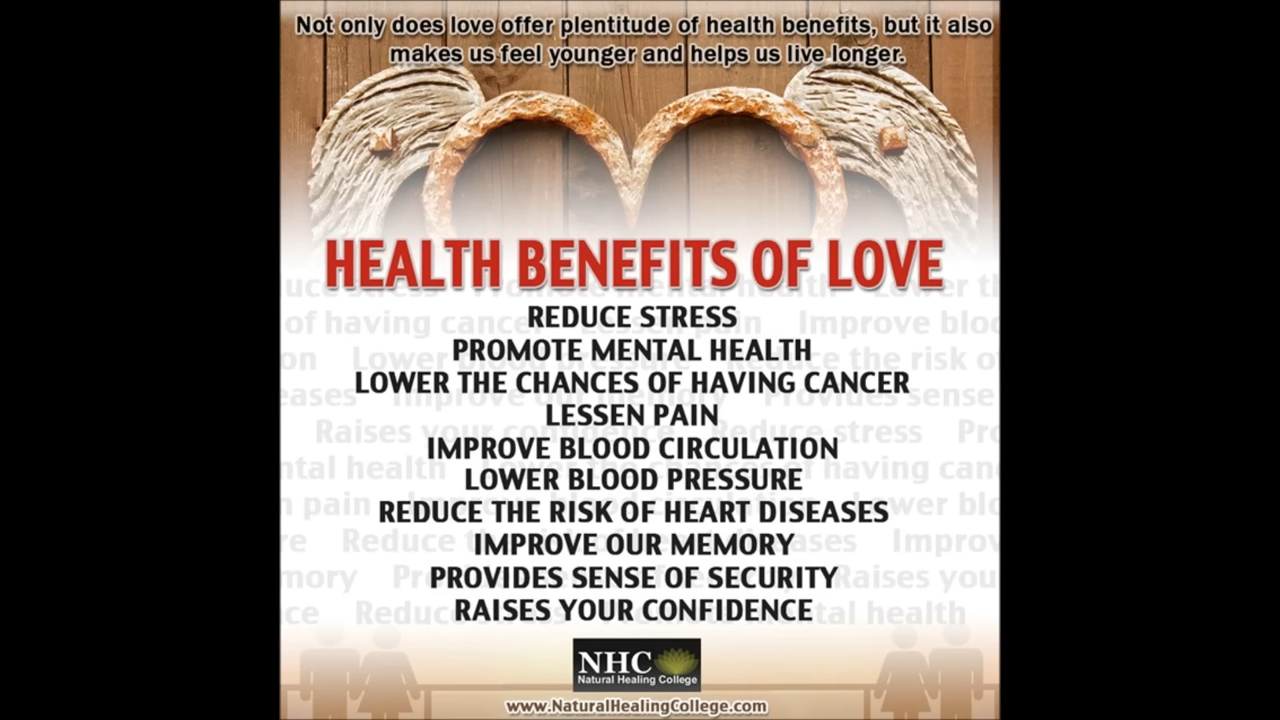 Not only does love offer plentitude of health benefits, but it also
makes us feel younger and helps us live longer.
HEALTH BENEFITS OF LOVE
REDUCE STRESS
PROMOTE MENTAL HEALTH
LOWER THE CHANCES OF HAVING CANCER
LESSEN PAIN
IMPROVE BLOOD CIRCULATION
LOWER BLOOD PRESSURE
REDUCE THE RISK OF HEART DISEASES
IMPROVE OUR MEMORY
PROVIDES SENSE OF SECURITY
RAISES YOUR CONFIDENCE
NHC
Natural Healing College
www.NaturalHealingCollege.com